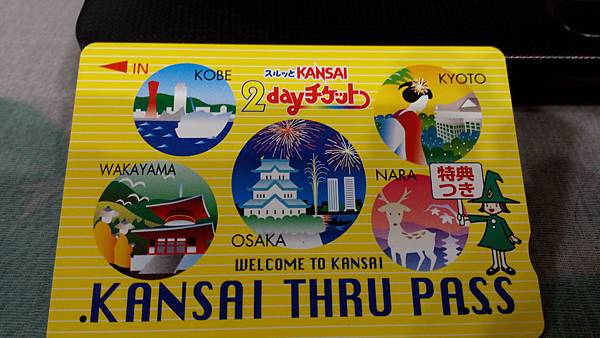 IN
KOBE
スルッとKANSAI
2dayチケット
KYOTO
WAKAYAMA
OSAKA
NARA
特典
つき
WELCOME TO KANSAI
.KANSAI THRU PASS